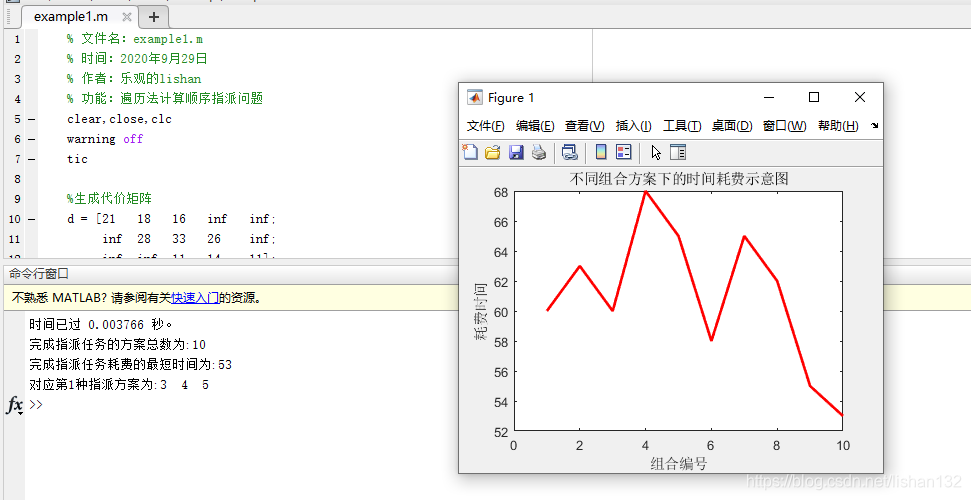 example1.m
1 % 文件名：example1.m
2 % 时间：2020年9月29日
3 % 作者：乐观的lishan
4 % 功能：遍历法计算顺序指派问题
5 clear,close,clc
6 warning off
7 tic
8
9 %生成代价矩阵
10 d = [21 18 16 inf inf;
11 inf 28 33 26 inf;
12 inf inf 11 14 11];
命令行窗口
不熟悉 MATLAB? 请参阅有关快速入门的资源。
时间已过 0.003766 秒。
完成指派任务的方案总数为:10
完成指派任务耗费的最短时间为:53
对应第1种指派方案为:3 4 5
fx >>
Figure 1
文件(F) 编辑(E) 查看(V) 插入(I) 工具(T) 桌面(D) 窗口(W) 帮助(H)
不同组合方案下的时间耗费示意图
68
66
64
62
60
58
56
54
52
耗费时间
0 2 4 6 8 10
组合编号
https://blog.csdn.net/lishan132